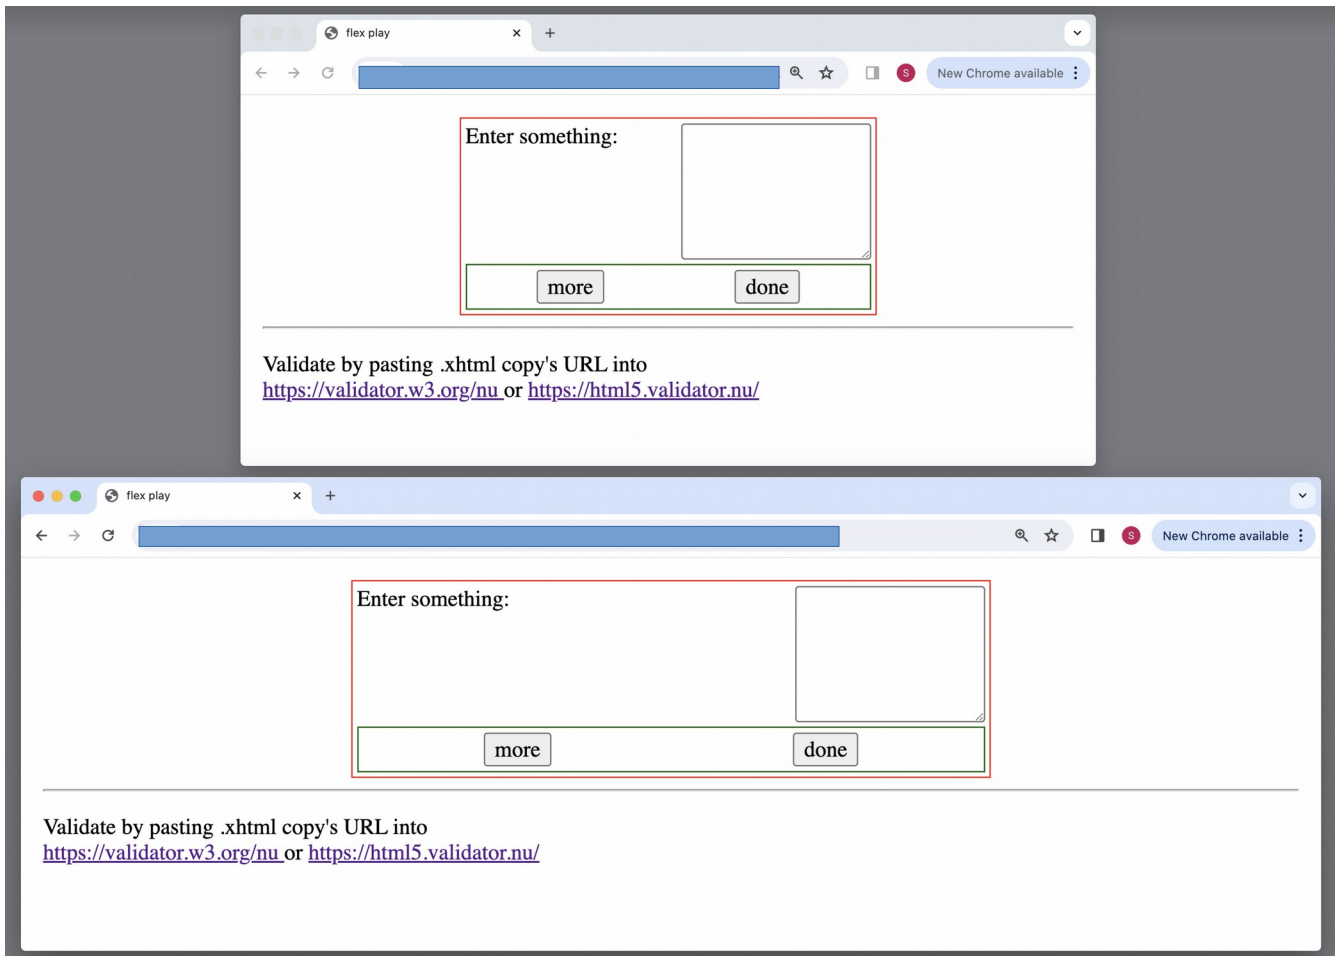 flex play
S
New Chrome available
Enter something:
more done
Validate by pasting .xhtml copy's URL into
https://validator.w3.org/nu or https://html5.validator.nu/
flex play
S
New Chrome available
Enter something:
more done
Validate by pasting .xhtml copy's URL into
https://validator.w3.org/nu or https://html5.validator.nu/